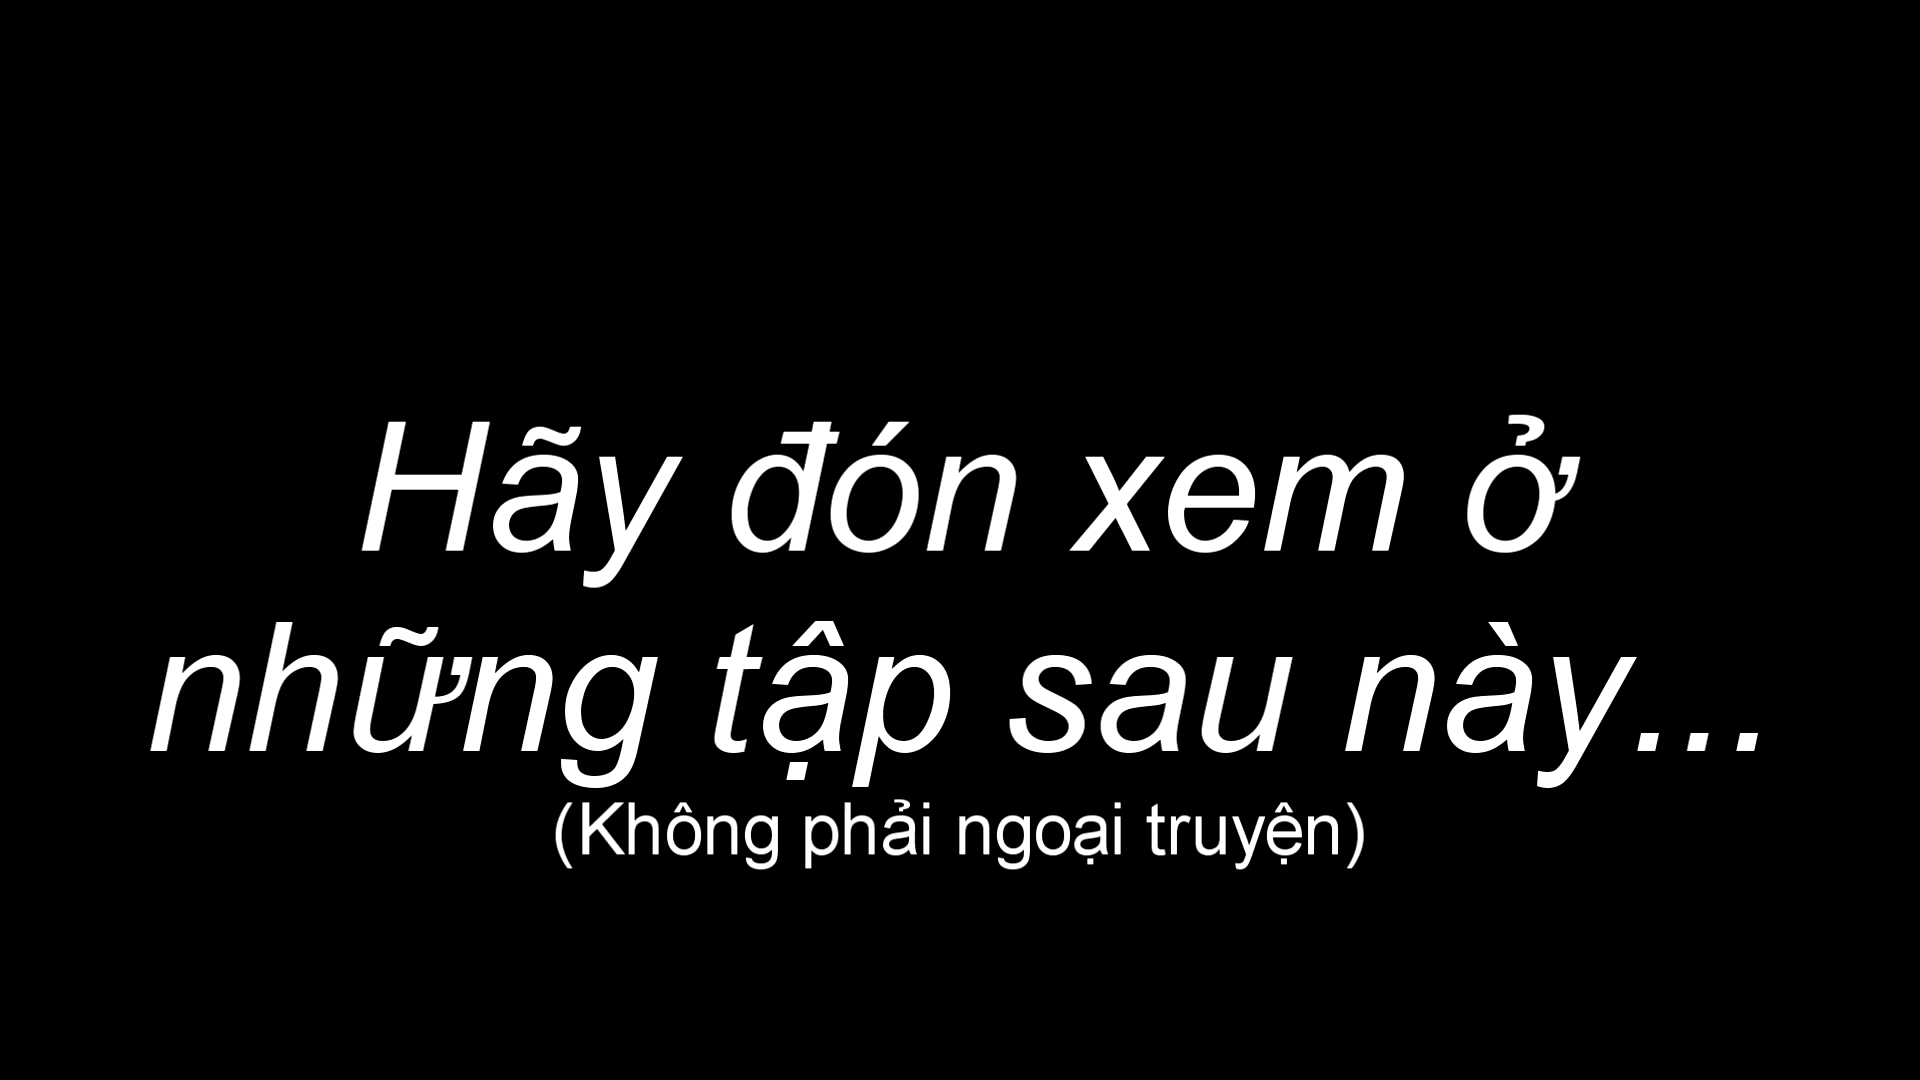 Hãy đón xem ở
những tập sau này...
(Không phải ngoại truyện)